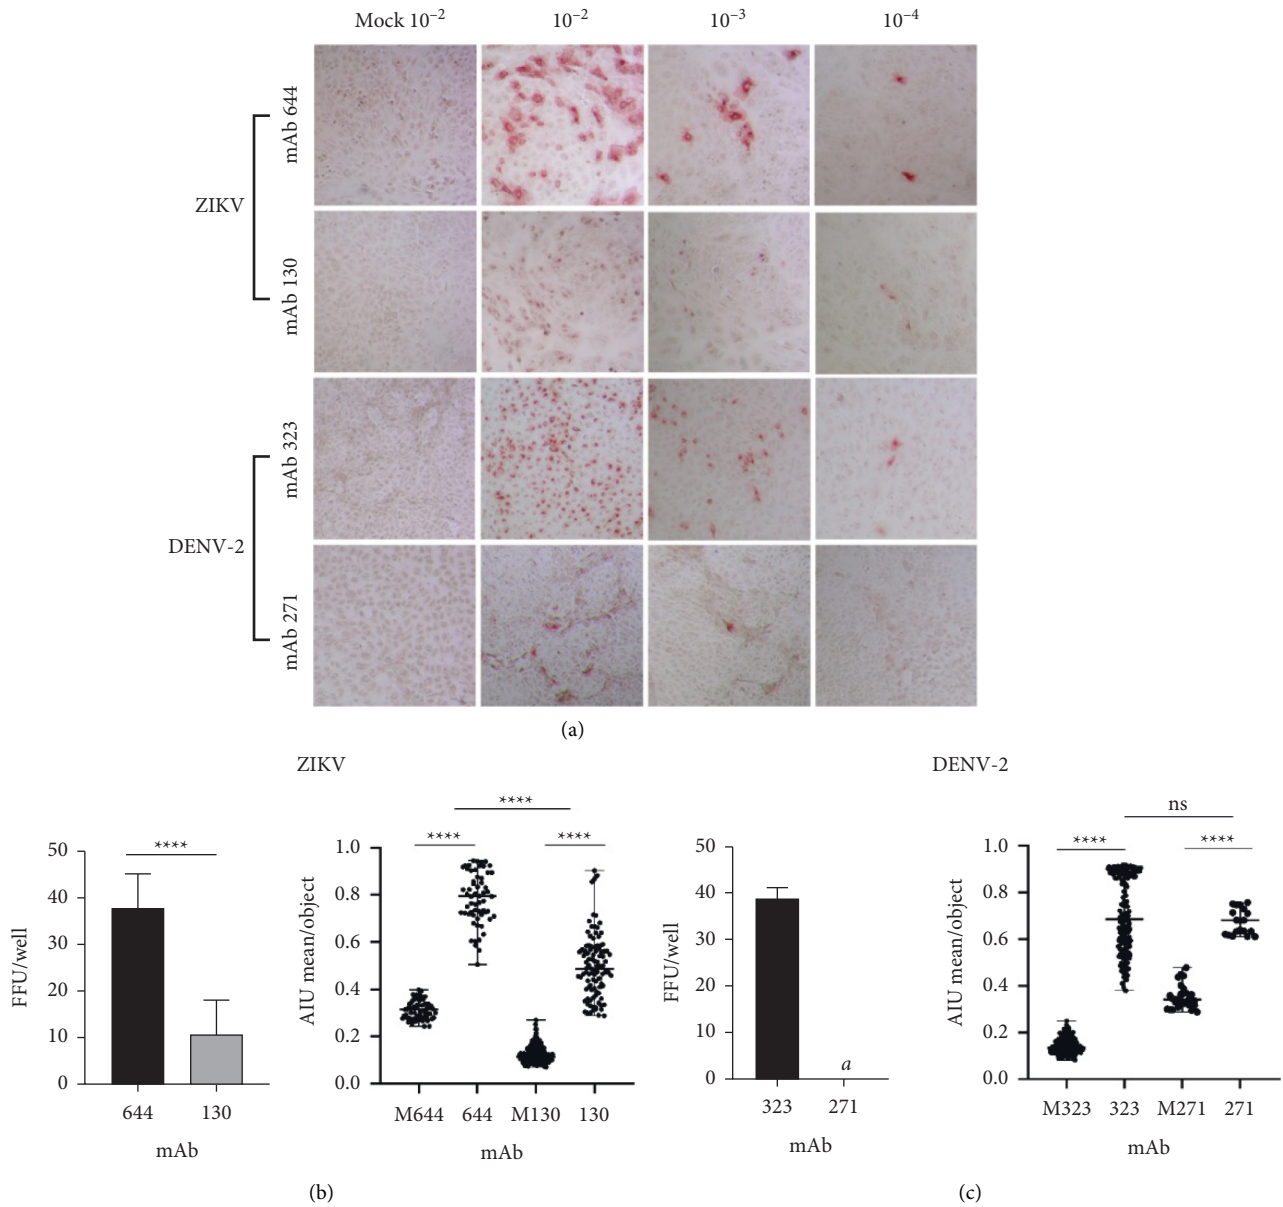 Mock 10⁻² 10⁻² 10⁻³ 10⁻⁴
ZIKV
mAb 644
mAb 130
DENV-2
mAb 323
mAb 271
(a)
ZIKV
FFU/well
50
40
30
20
10
0
****
644 130
mAb
AIU mean/object
1.0
0.8
0.6
0.4
0.2
0.0
****
**** ****
M644 644 M130 130
mAb
(b)
DENV-2
FFU/well
50
40
30
20
10
0
a
323 271
mAb
AIU mean/object
1.0
0.8
0.6
0.4
0.2
0.0
ns
**** ****
M323 323 M271 271
mAb
(c)